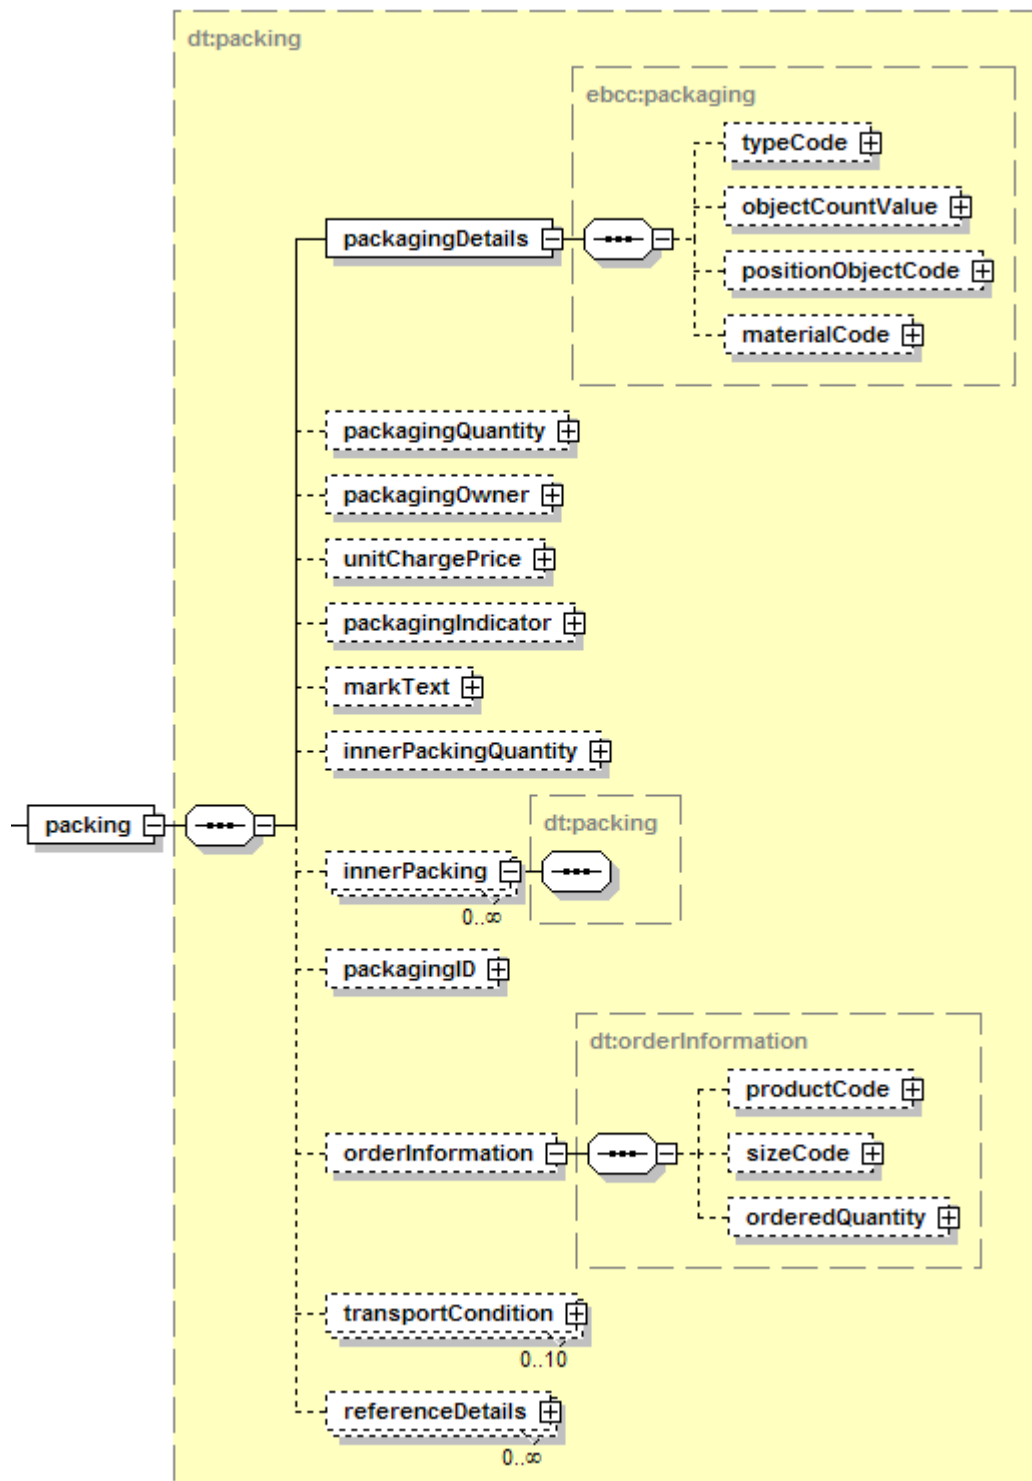 dt:packing
ebcc:packaging
typeCode
objectCountValue
packagingDetails
positionObjectCode
materialCode
packagingQuantity
packagingOwner
unitChargePrice
packagingIndicator
markText
innerPackingQuantity
packing
dt:packing
innerPacking
0..∞
packagingID
dt:orderInformation
productCode
orderInformation
sizeCode
orderedQuantity
transportCondition
0..10
referenceDetails
0..∞